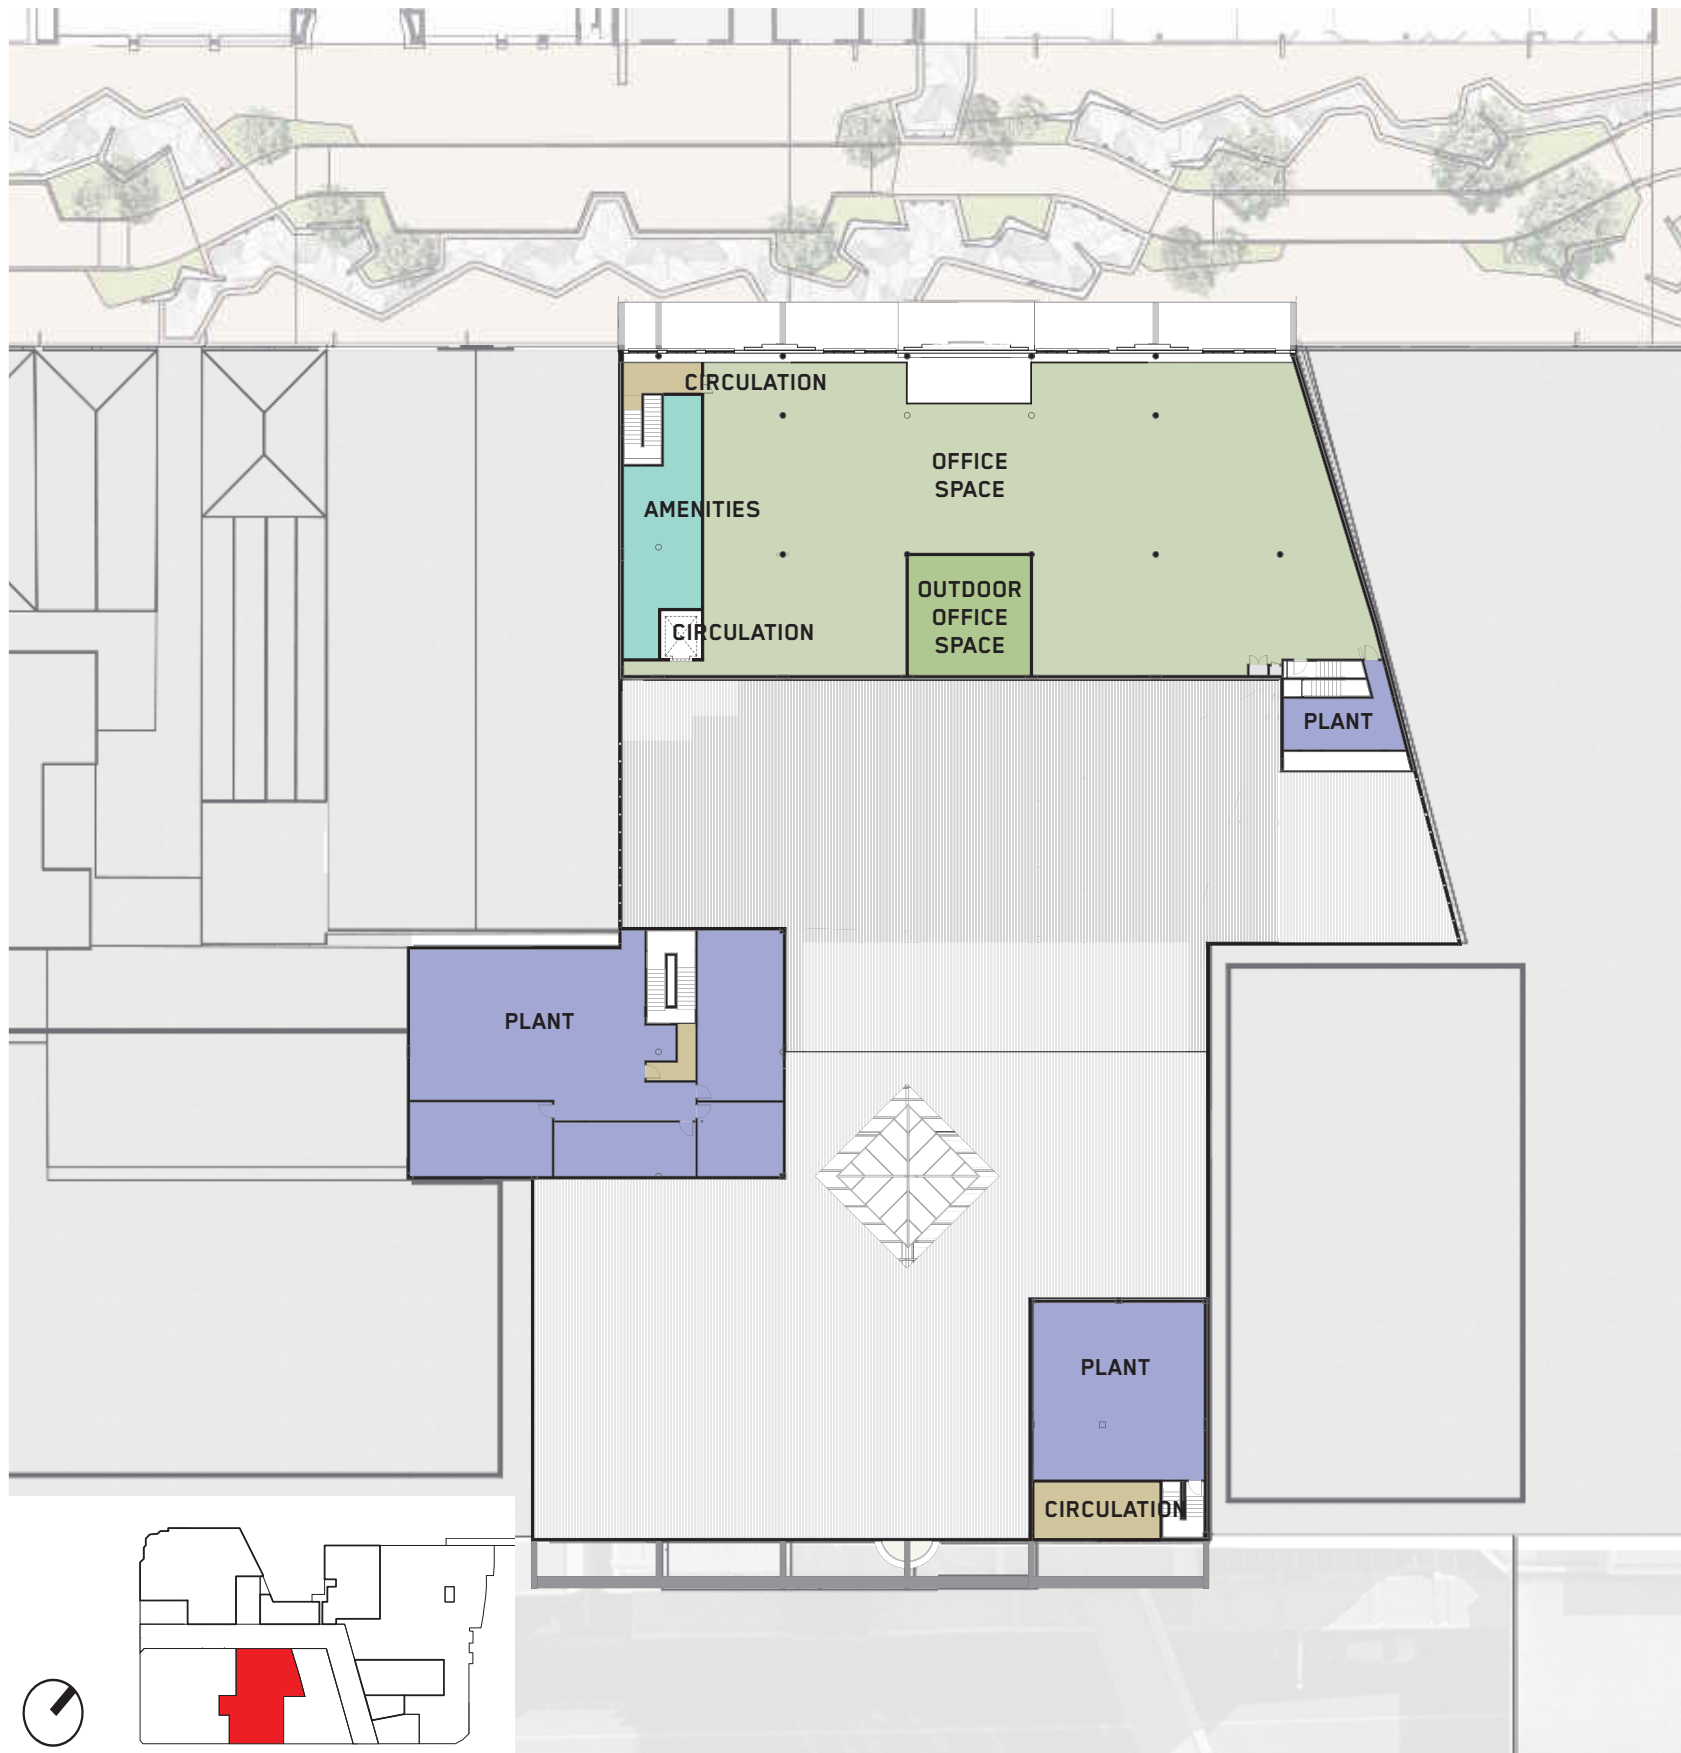 CIRCULATION
OFFICE
SPACE
AMENITIES
OUTDOOR
OFFICE
SPACE
CIRCULATION
PLANT
PLANT
PLANT
CIRCULATION